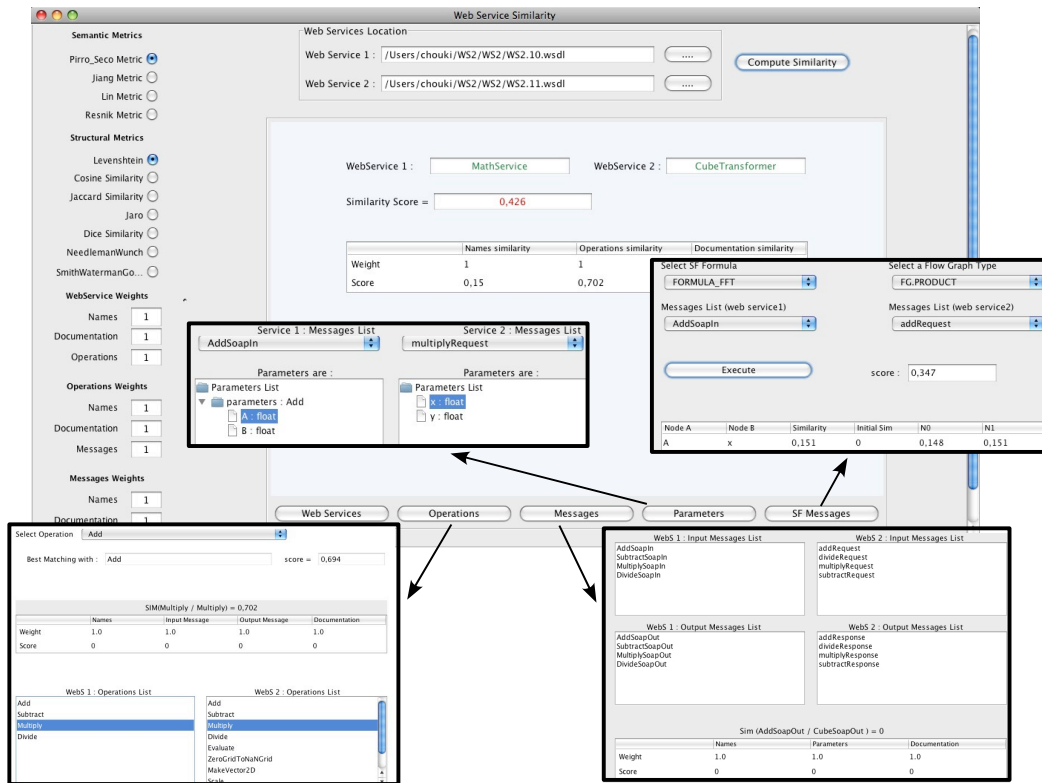 Web Service Similarity
Semantic Metrics
Pirro_Seco Metric
Jiang Metric
Lin Metric
Resnik Metric
Structural Metrics
Levenshtein
Cosine Similarity
Jaccard Similarity
Jaro
Dice Similarity
NeedlemanWunch
SmithWatermanGo...
WebService Weights
Names 1
Documentation 1
Operations 1
Operations Weights
Names 1
Documentation 1
Messages 1
Messages Weights
Names 1
Documentation 1
Web Services Location
Web Service 1 : /Users/chouki/WS2/WS2/WS2.10.wsdl ....
Web Service 2 : /Users/chouki/WS2/WS2/WS2.11.wsdl ....
Compute Similarity
WebService 1 : MathService WebService 2 : CubeTransformer
Similarity Score = 0,426
Names similarity Operations similarity Documentation similarity
Weight 1 1
Score 0,15 0,702
Service 1 : Messages List Service 2 : Messages List
AddSoapIn multiplyRequest
Parameters are : Parameters are :
Parameters List Parameters List
parameters : Add x : float
A : float y : float
B : float
Select SF Formula Select a Flow Graph Type
FORMULA_FFT FG.PRODUCT
Messages List (web service1) Messages List (web service2)
AddSoapIn addRequest
Execute score : 0,347
Node A Node B Similarity Initial Sim N0 N1
A x 0,151 0 0,148 0,151
Web Services Operations Messages Parameters SF Messages
Select Operation Add
Best Matching with : Add score = 0,694
SIM(Multiply / Multiply) = 0,702
Names Input Message Output Message Documentation
Weight 1.0 1.0 1.0 1.0
Score 0 0 0 0
WebS 1 : Operations List WebS 2 : Operations List
Add Add
Subtract Subtract
Multiply Multiply
Divide Divide
Evaluate
ZeroGridToNaNGrid
MakeVector2D
Scale
WebS 1 : Input Messages List WebS 2 : Input Messages List
AddSoapIn addRequest
SubtractSoapIn divideRequest
MultiplySoapIn multiplyRequest
DivideSoapIn subtractRequest
WebS 1 : Output Messages List WebS 2 : Output Messages List
AddSoapOut addResponse
SubtractSoapOut divideResponse
MultiplySoapOut multiplyResponse
DivideSoapOut subtractResponse
Sim (AddSoapOut / CubeSoapOut ) = 0
Names Parameters Documentation
Weight 1.0 1.0 1.0
Score 0 0 0